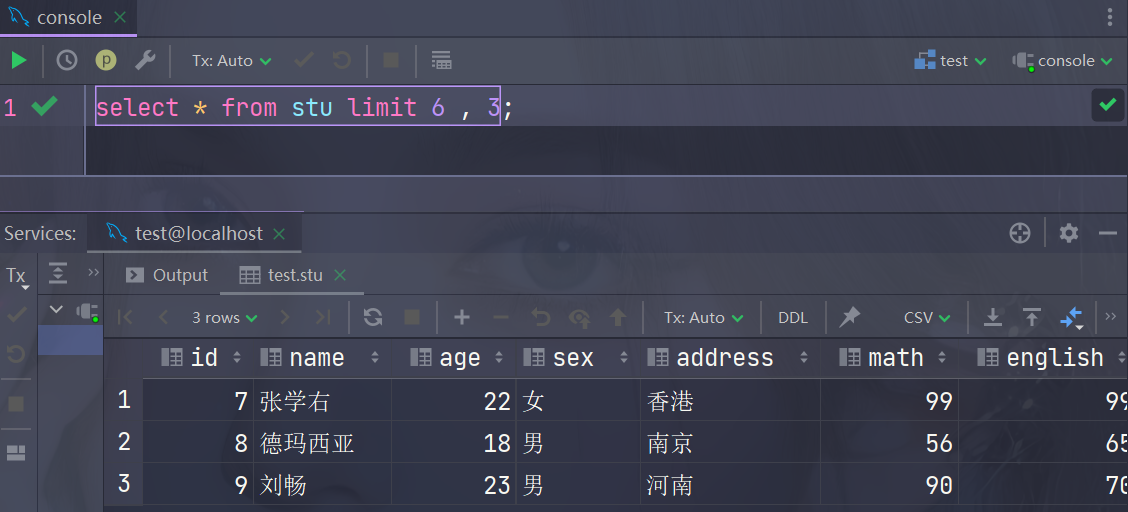 console
Tx: Auto test console
1 select * from stu limit 6 , 3;
Services: test@localhost
Tx Output test.stu
3 rows Tx: Auto DDL CSV
id name age sex address math english
1 7 张学右 22 女 香港 99 99
2 8 德玛西亚 18 男 南京 56 65
3 9 刘畅 23 男 河南 90 70